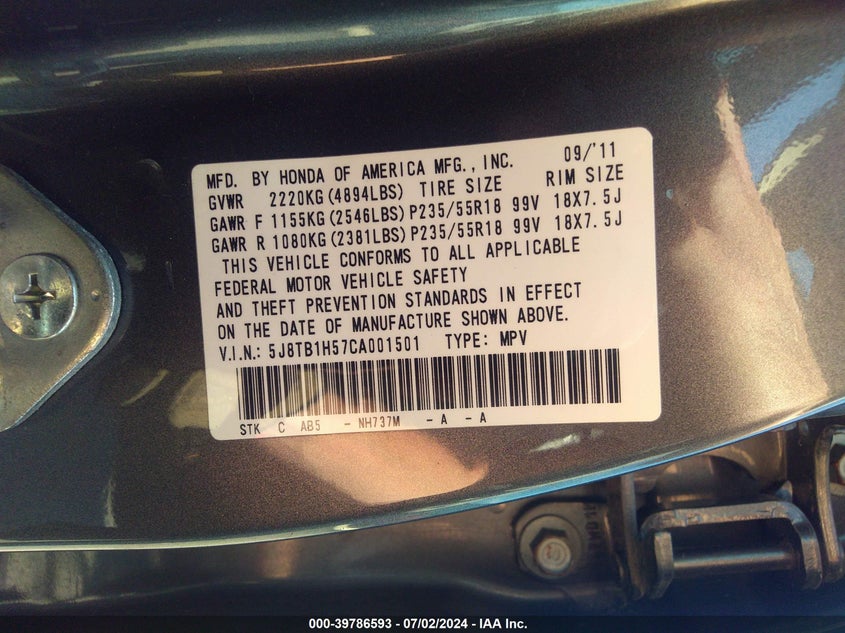 MFD. BY HONDA OF AMERICA MFG., INC. 09/'11
GVWR 2220KG(4894LBS) TIRE SIZE RIM SIZE
GAWR F 1155KG(2546LBS)P235/55R18 99V 18X7.5J
GAWR R 1080KG(2381LBS)P235/55R18 99V 18X7.5J
THIS VEHICLE CONFORMS TO ALL APPLICABLE
FEDERAL MOTOR VEHICLE SAFETY
AND THEFT PREVENTION STANDARDS IN EFFECT
ON THE DATE OF MANUFACTURE SHOWN ABOVE.
V.I.N.: 5J8TB1H57CA001501 TYPE: MPV
STK C AB5 - NH737M - A - A
000-39786593 - 07/02/2024 - IAA Inc.